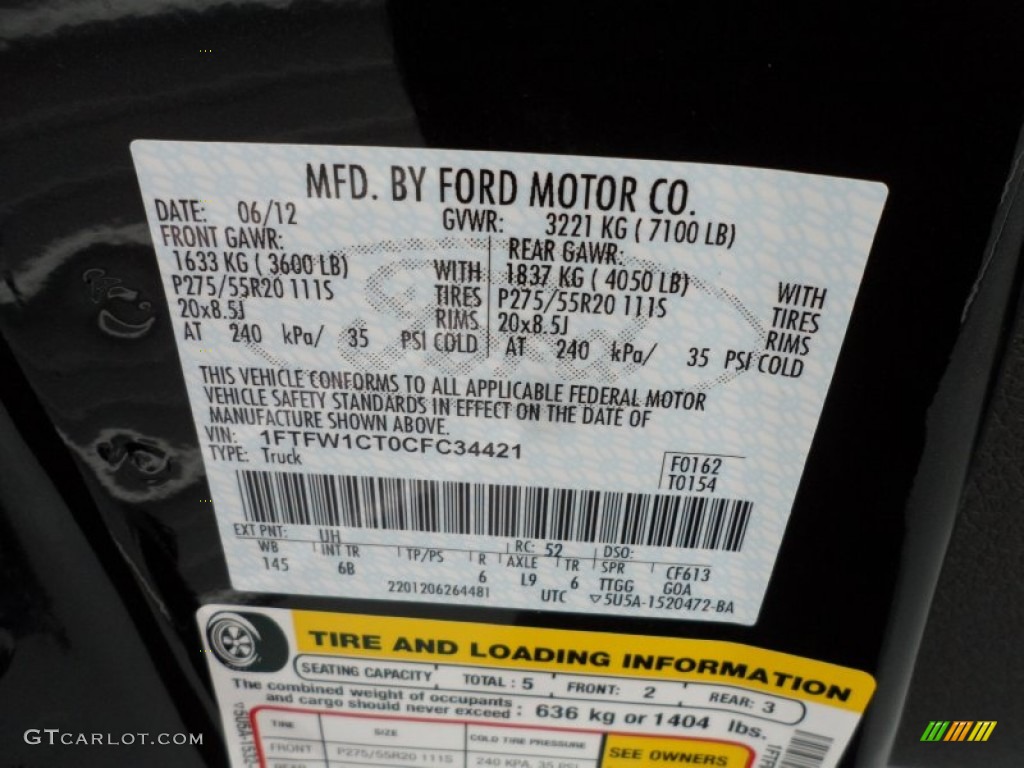 MFD. BY FORD MOTOR CO.
DATE: 06/12 GVWR: 3221 KG ( 7100 LB)
FRONT GAWR: REAR GAWR:
1633 KG ( 3600 LB) WITH 1837 KG ( 4050 LB) WITH
P275/55R20 111S TIRES P275/55R20 111S TIRES
20x8.5J RIMS 20x8.5J RIMS
AT 240 kPa/ 35 PSI COLD AT 240 kPa/ 35 PSI COLD
THIS VEHICLE CONFORMS TO ALL APPLICABLE FEDERAL MOTOR
VEHICLE SAFETY STANDARDS IN EFFECT ON THE DATE OF
MANUFACTURE SHOWN ABOVE.
VIN: 1FTFW1CT0CFC34421
TYPE: Truck
F0162
T0154
EXT PNT: UH RC: 52 DSO:
WB INT TR TP/PS R AXLE TR SPR CF613
145 6B 6 L9 6 TTGG GOA
2201206264481 UTC ▽5U5A-1520472-BA
TIRE AND LOADING INFORMATION
SEATING CAPACITY TOTAL : 5 FRONT: 2 REAR: 3
The combined weight of occupants
and cargo should never exceed : 636 kg or 1404 lbs.
TIRE SIZE COLD TIRE PRESSURE SEE OWNERS
FRONT P275/55R20 111S 240 KPA, 35 PSI
GTCARLOT.COM